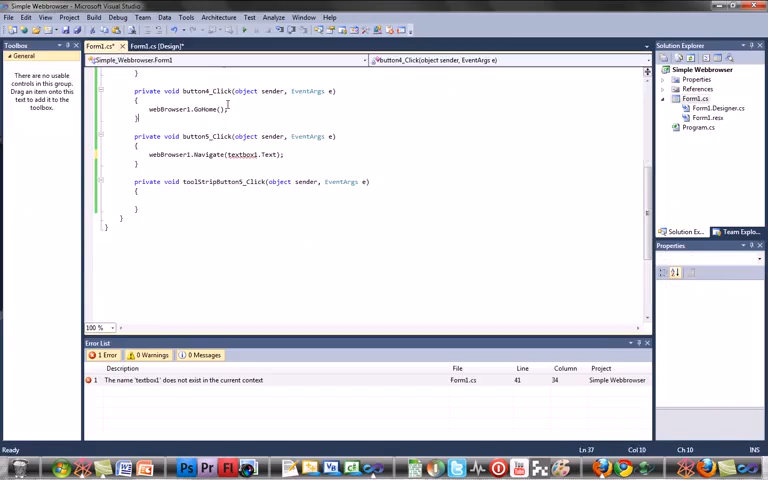 Simple Webbrowser - Microsoft Visual Studio
File Edit View Refactor Project Build Debug Team Data Tools Architecture Test Analyze Window Help
Toolbox
General
There are no usable controls in this group. Drag an item onto this text to add it to the toolbox.
Form1.cs* Form1.cs [Design]*
Simple_Webbrowser.Form1 button4_Click(object sender, EventArgs e)
}
private void button4_Click(object sender, EventArgs e)
{
webBrowser1.GoHome();
}
private void button5_Click(object sender, EventArgs e)
{
webBrowser1.Navigate(textbox1.Text);
}
private void toolStripButton5_Click(object sender, EventArgs e)
{
}
}
}
100 %
Solution Explorer
Simple Webbrowser
Properties
References
Form1.cs
Form1.Designer.cs
Form1.resx
Program.cs
Solution Ex... Team Explo...
Properties
Error List
1 Error 0 Warnings 0 Messages
Description File Line Column Project
1 The name 'textbox1' does not exist in the current context Form1.cs 41 34 Simple Webbrowser
Ready Ln 37 Col 10 Ch 10 INS
Ps Pr Fl